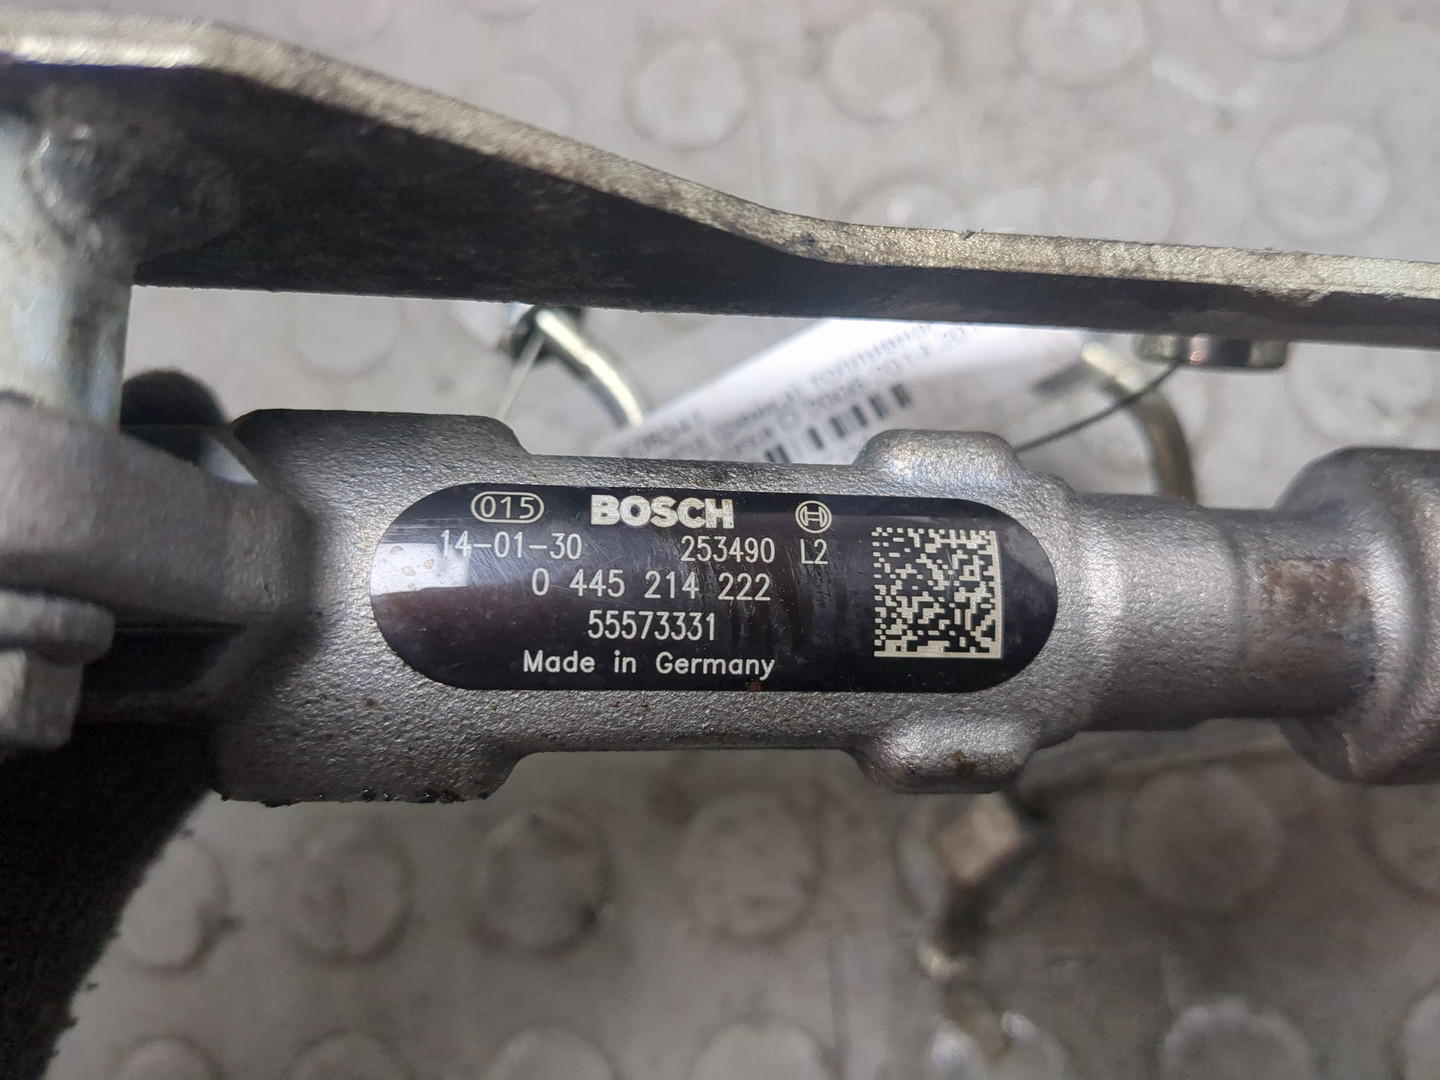 015 BOSCH
14-01-30 253490 L2
0 445 214 222
55573331
Made in Germany